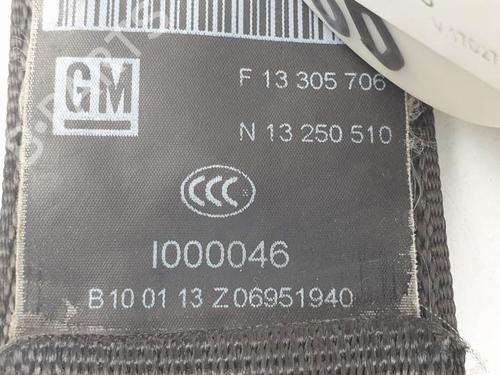 GM
F 13 305 706
N 13 250 510
CCC
I000046
B10 01 13 Z06951940